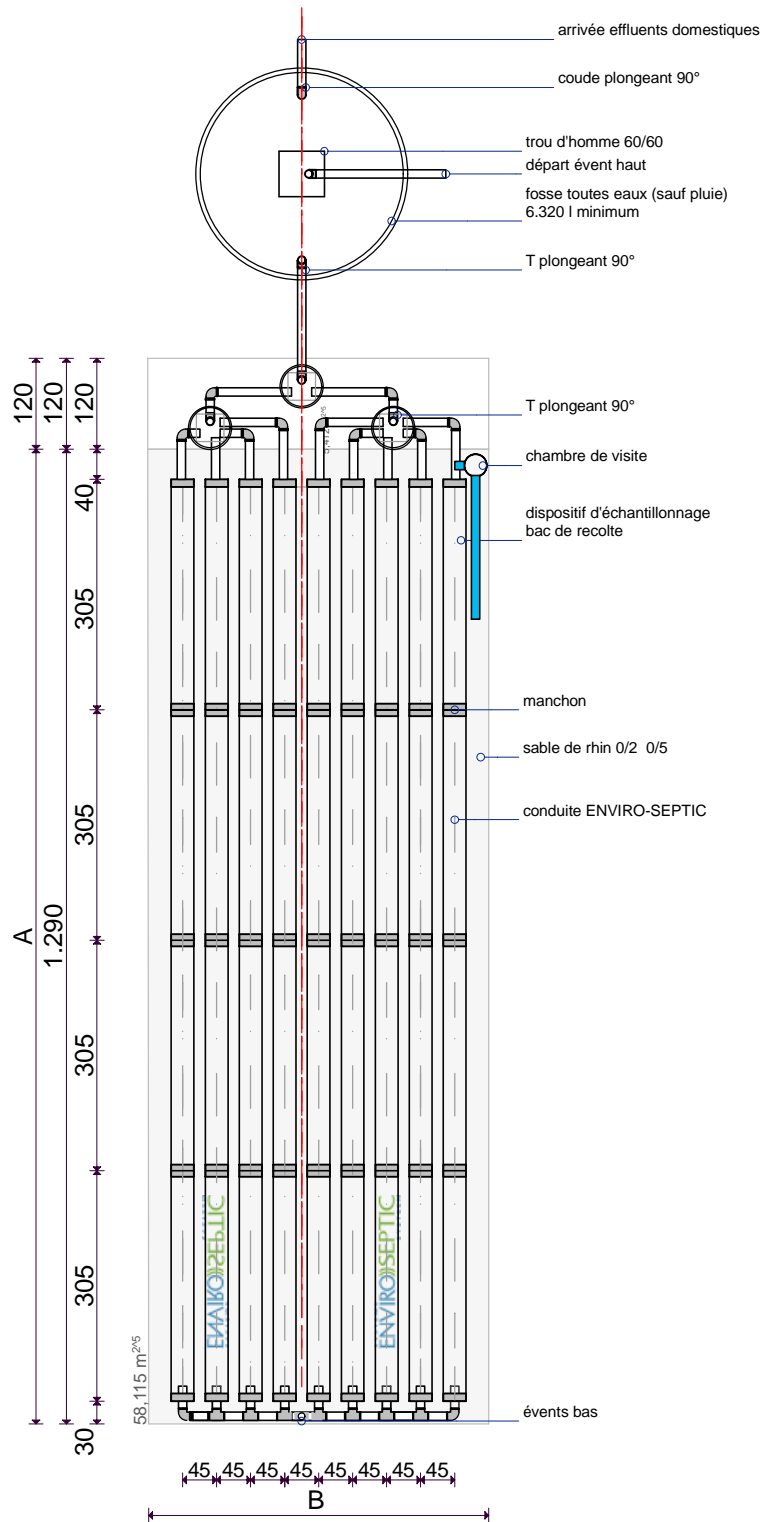 arrivée effluents domestiques
coude plongeant 90°
trou d'homme 60/60
départ évent haut
fosse toutes eaux (sauf pluie)
6.320 l minimum
T plongeant 90°
120
120
120
T plongeant 90°
chambre de visite
40
dispositif d'échantillonnage
bac de recolte
305
manchon
sable de rhin 0/2 0/5
305
conduite ENVIRO-SEPTIC
A
1.290
305
305
ENVIRO SEPTIC
ENVIRO SEPTIC
58,115 m²^5
évents bas
30
45 45 45 45 45 45 45 45
B